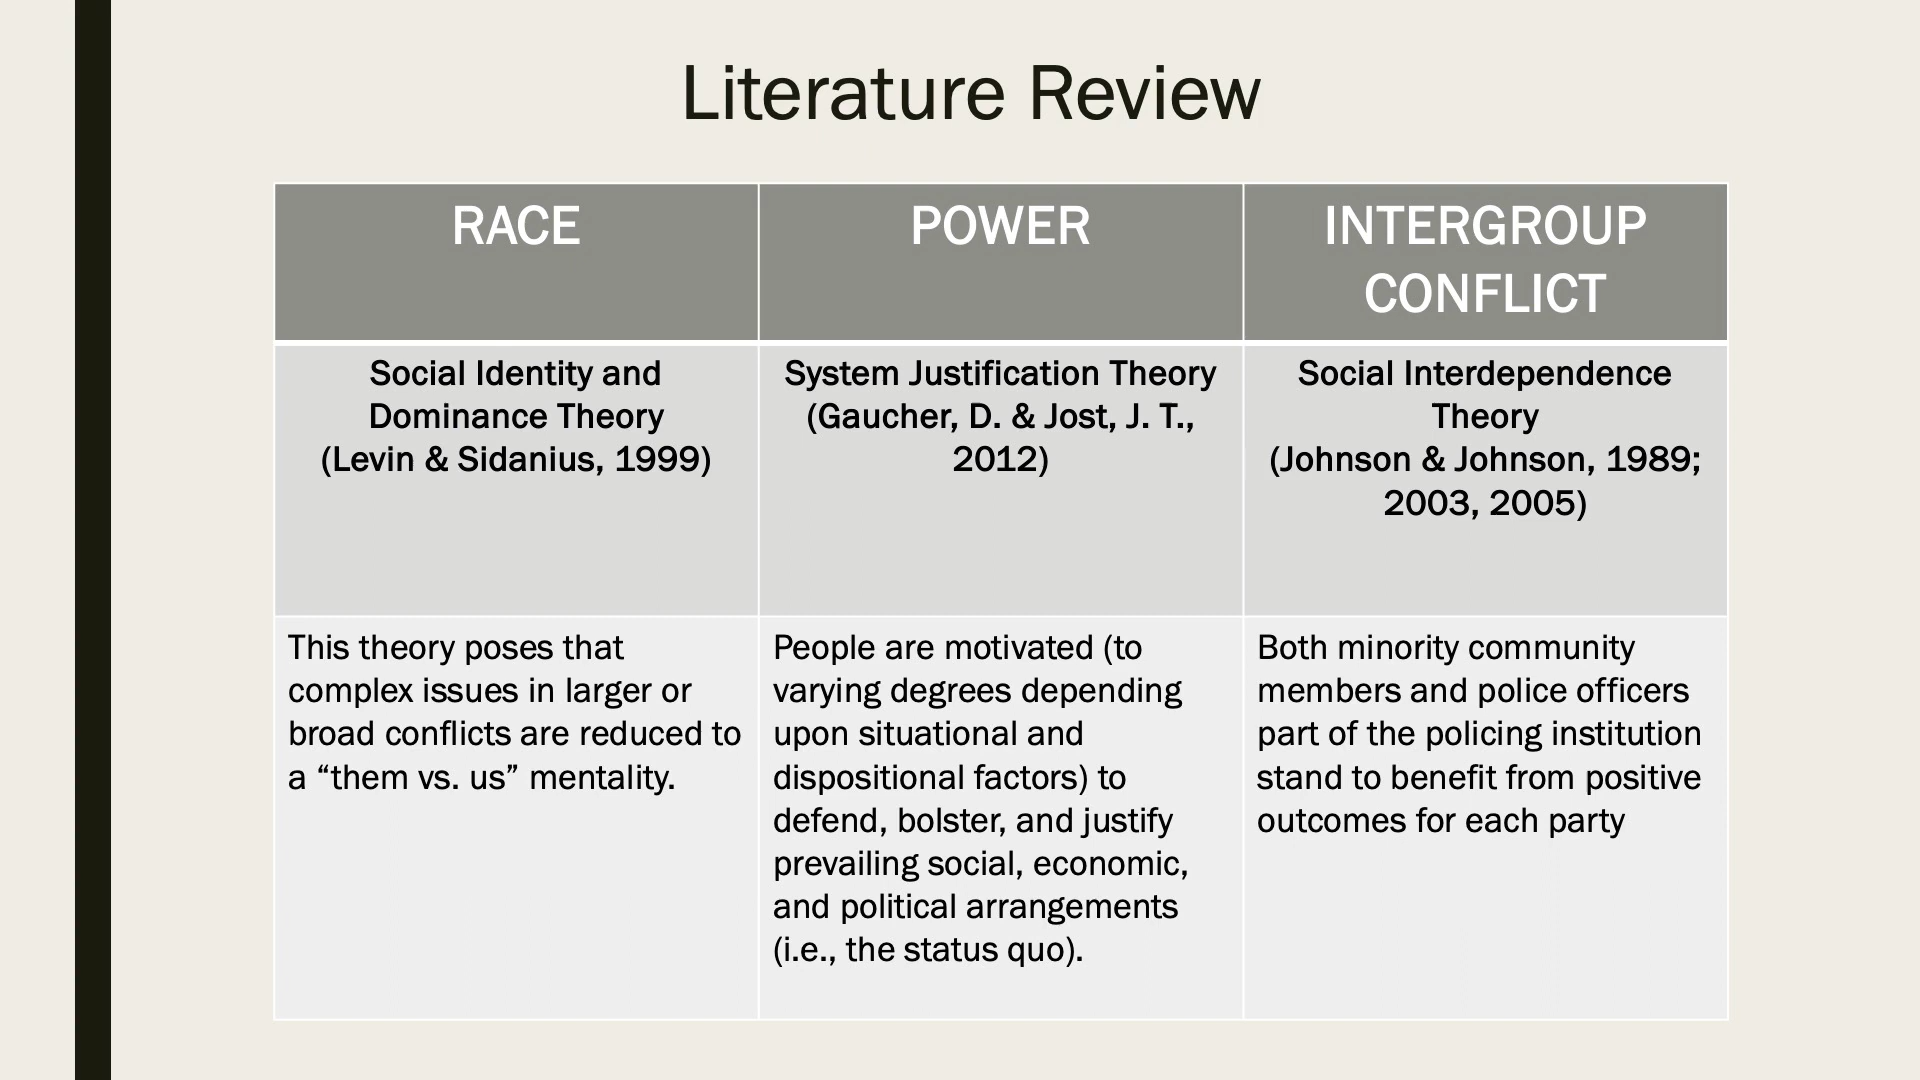 Literature Review
RACE
POWER
INTERGROUP
CONFLICT
Social Identity and
Dominance Theory
(Levin & Sidanius, 1999)
System Justification Theory
(Gaucher, D. & Jost, J. T.,
2012)
Social Interdependence
Theory
(Johnson & Johnson, 1989;
2003, 2005)
This theory poses that
complex issues in larger or
broad conflicts are reduced to
a “them vs. us” mentality.
People are motivated (to
varying degrees depending
upon situational and
dispositional factors) to
defend, bolster, and justify
prevailing social, economic,
and political arrangements
(i.e., the status quo).
Both minority community
members and police officers
part of the policing institution
stand to benefit from positive
outcomes for each party